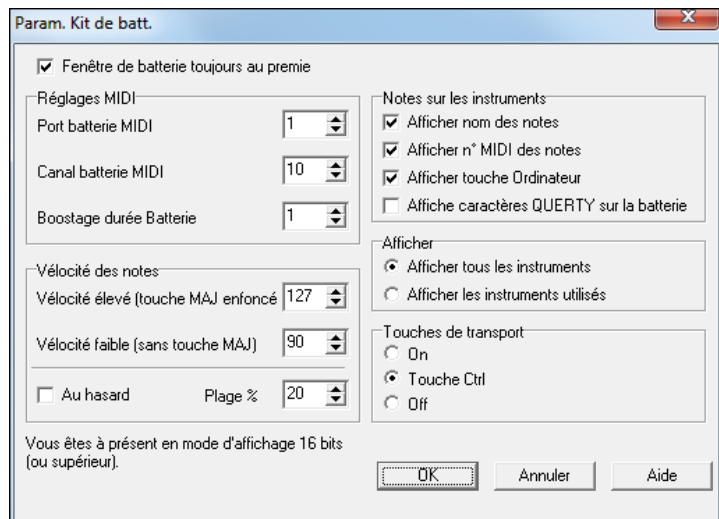 Param. Kit de batt.
Fenêtre de batterie toujours au premie
Réglages MIDI
Port batterie MIDI 1
Canal batterie MIDI 10
Boostage durée Batterie 1
Vélocité des notes
Vélocité élevé (touche MAJ enfoncé 127
Vélocité faible (sans touche MAJ) 90
Au hasard Plage % 20
Vous êtes à présent en mode d'affichage 16 bits
(ou supérieur).
Notes sur les instruments
Afficher nom des notes
Afficher n° MIDI des notes
Afficher touche Ordinateur
Affiche caractères QUERTY sur la batterie
Afficher
Afficher tous les instruments
Afficher les instruments utilisés
Touches de transport
On
Touche Ctrl
Off
OK Annuler Aide